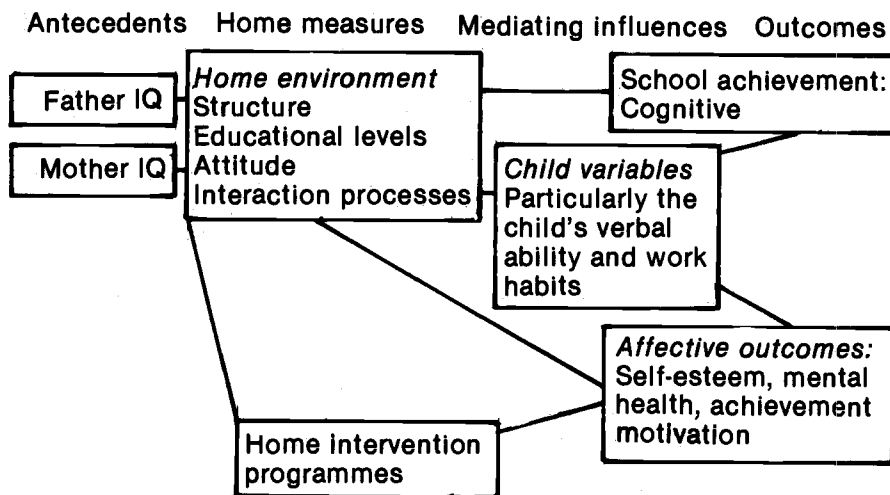 Antecedents Home measures Mediating influences Outcomes
Father IQ
Mother IQ
Home environment
Structure
Educational levels
Attitude
Interaction processes
School achievement:
Cognitive
Child variables
Particularly the
child's verbal
ability and work
habits
Affective outcomes:
Self-esteem, mental
health, achievement
motivation
Home intervention
programmes